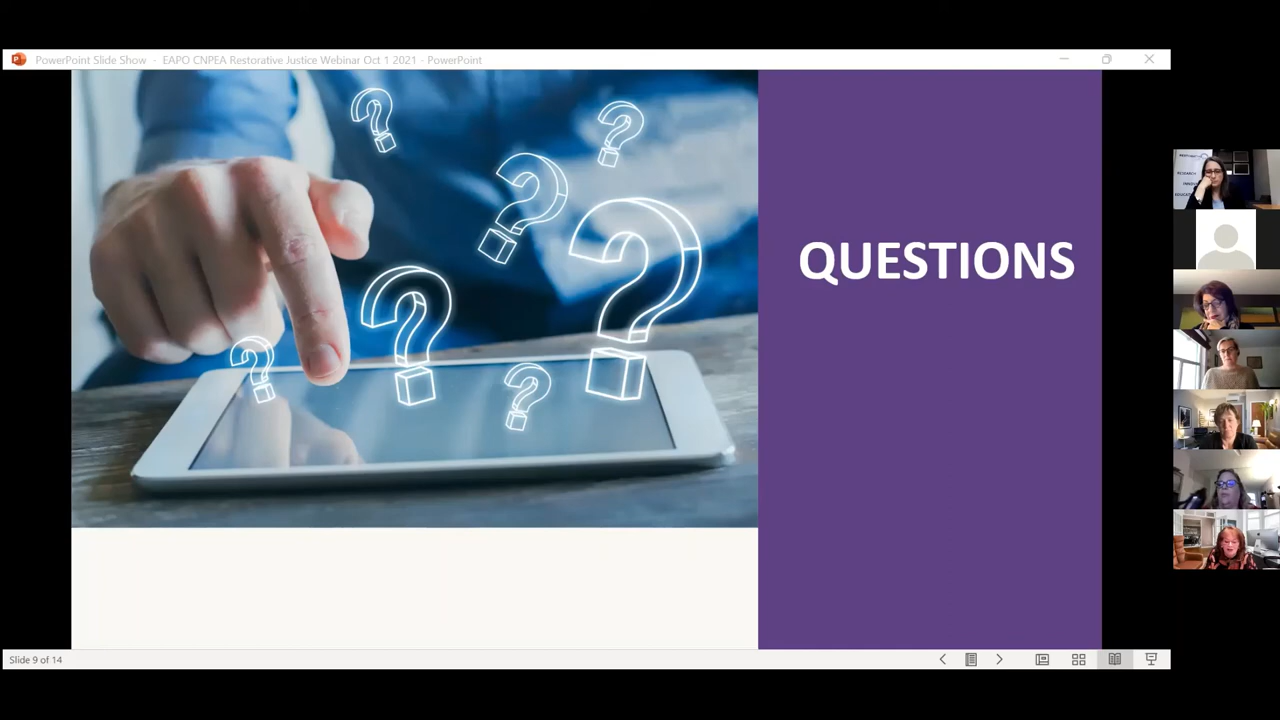 PowerPoint Slide Show - EAPO CNPEA Restorative Justice Webinar Oct 1 2021 - PowerPoint
QUESTIONS
Slide 9 of 14